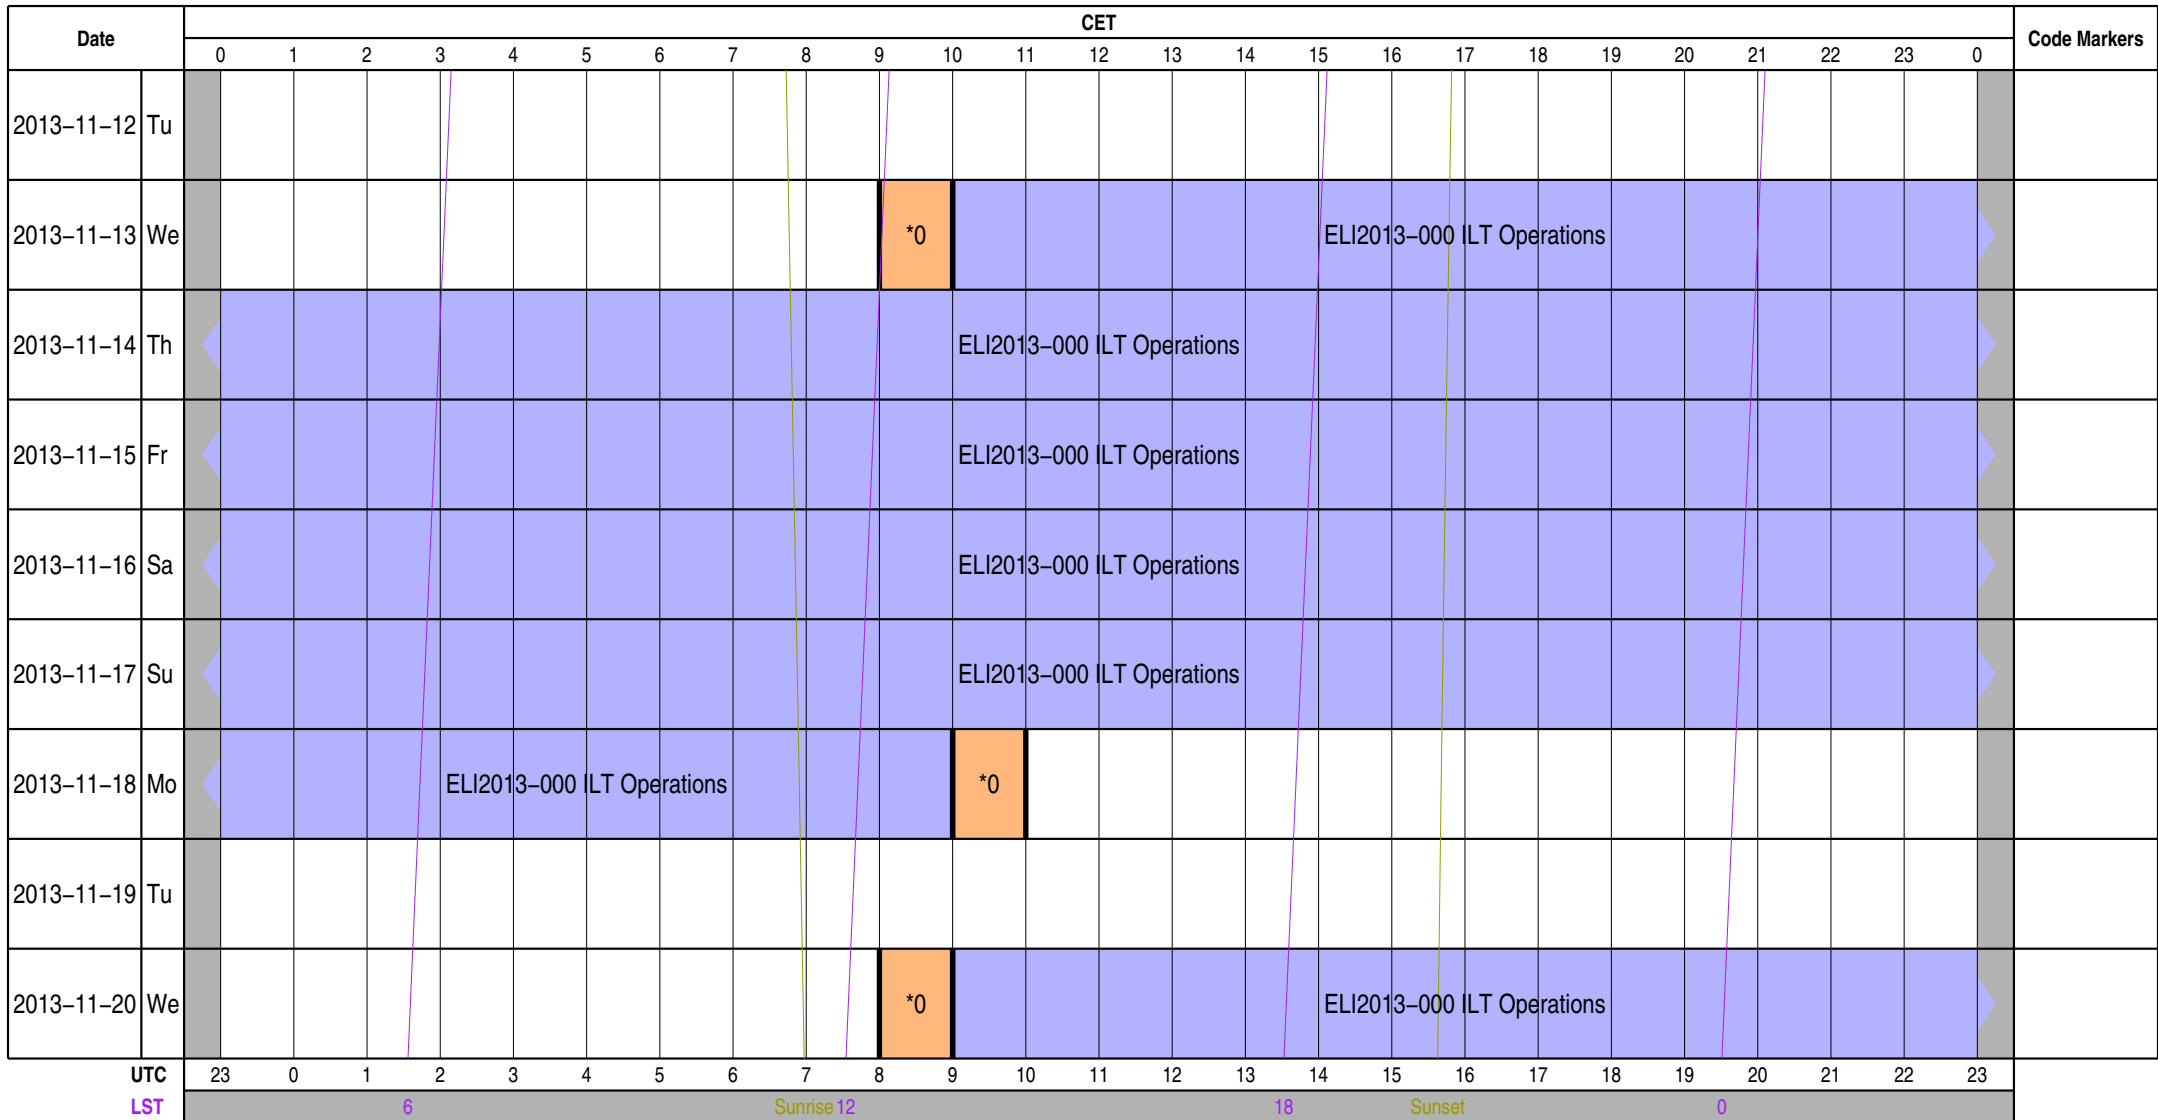 Date CET Code Markers
0 1 2 3 4 5 6 7 8 9 10 11 12 13 14 15 16 17 18 19 20 21 22 23 0
2013–11–12 Tu
2013–11–13 We *0 ELI2013–000 ILT Operations
2013–11–14 Th ELI2013–000 ILT Operations
2013–11–15 Fr ELI2013–000 ILT Operations
2013–11–16 Sa ELI2013–000 ILT Operations
2013–11–17 Su ELI2013–000 ILT Operations
2013–11–18 Mo ELI2013–000 ILT Operations *0
2013–11–19 Tu
2013–11–20 We *0 ELI2013–000 ILT Operations
UTC 23 0 1 2 3 4 5 6 7 8 9 10 11 12 13 14 15 16 17 18 19 20 21 22 23
LST 6 Sunrise 12 18 Sunset 0